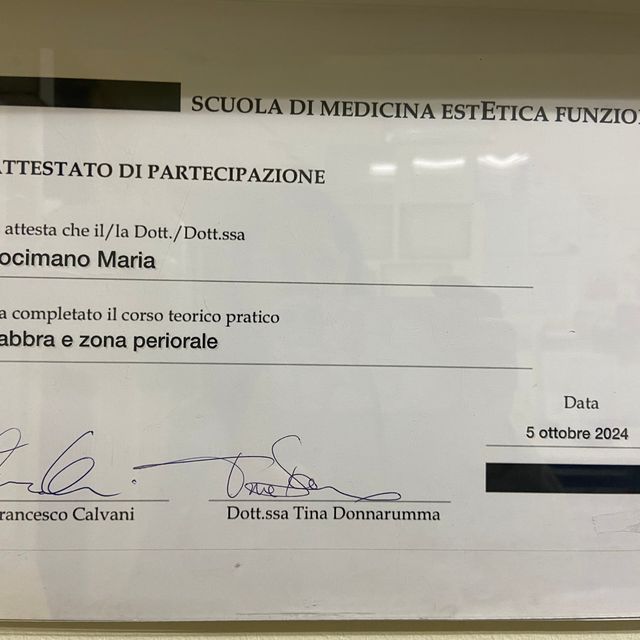 SCUOLA DI MEDICINA ESTETICA FUNZIO
ATTESTATO DI PARTECIPAZIONE
attesta che il/la Dott./Dott.ssa
ocimano Maria
a completato il corso teorico pratico
abbra e zona periorale
Data
5 ottobre 2024
rancesco Calvani
Dott.ssa Tina Donnarumma